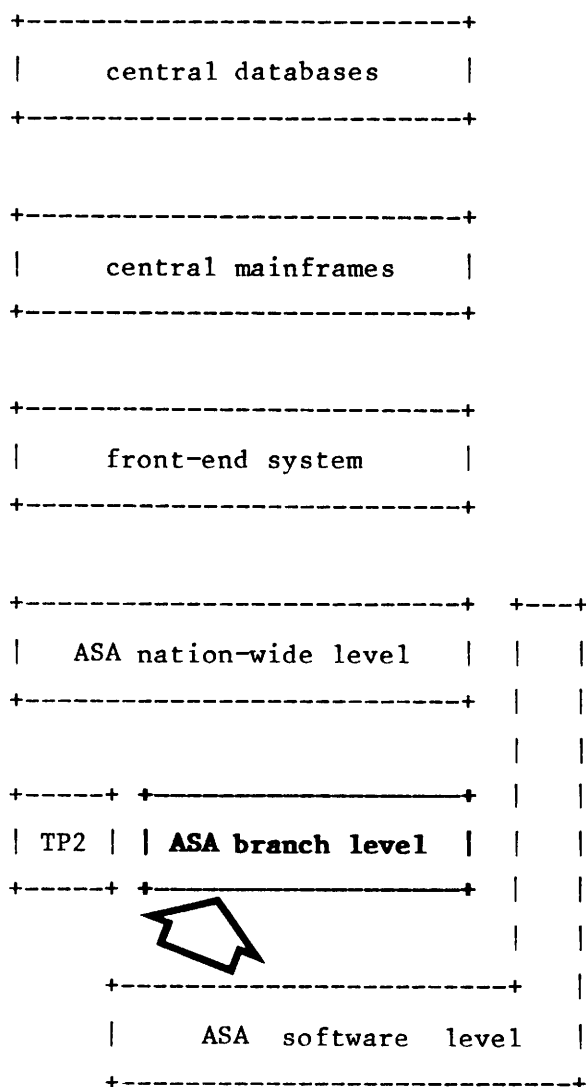 central databases
central mainframes
front-end system
ASA nation-wide level
TP2 ASA branch level
ASA software level